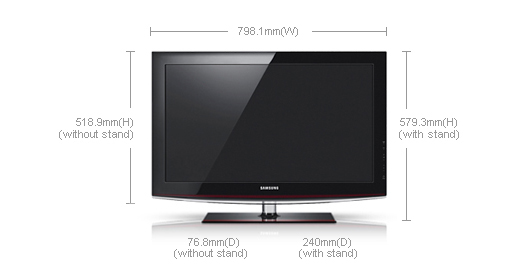 798.1mm(W)
518.9mm(H)
(without stand)
579.3mm(H)
(with stand)
SAMSUNG
76.8mm(D)
(without stand)
240mm(D)
(with stand)